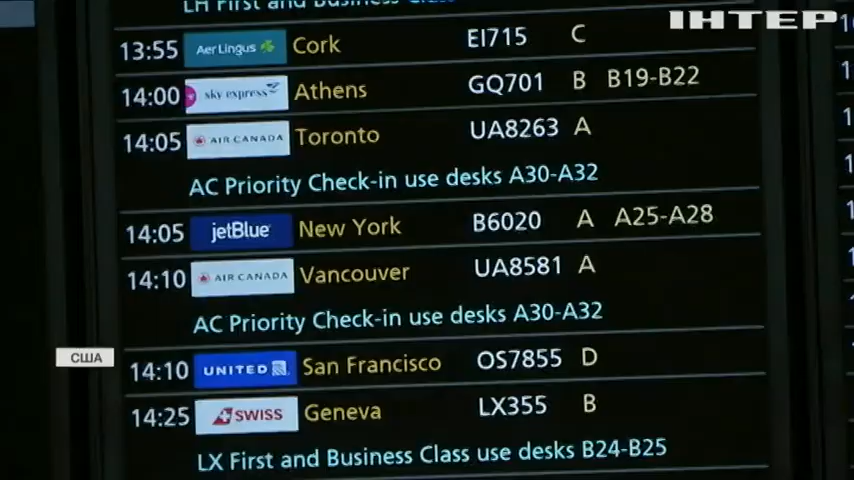 LH First and Business Class
ІНТЕР
13:55 Aer Lingus Cork EI715 C
14:00 sky express Athens GQ701 B B19-B22
14:05 AIR CANADA Toronto UA8263 A
AC Priority Check-in use desks A30-A32
14:05 jetBlue New York B6020 A A25-A28
14:10 AIR CANADA Vancouver UA8581 A
AC Priority Check-in use desks A30-A32
США
14:10 UNITED San Francisco OS7855 D
14:25 SWISS Geneva LX355 B
LX First and Business Class use desks B24-B25